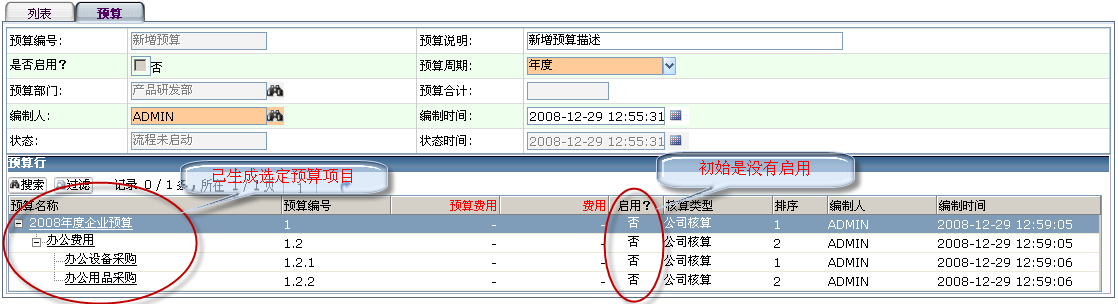 列表 预算
预算编号: 新增预算 预算说明: 新增预算描述
是否启用？ 否 预算周期: 年度
预算部门: 产品研发部 预算合计:
编制人: ADMIN 编制时间: 2008-12-29 12:55:31
状态: 流程未启动 状态时间: 2008-12-29 12:55:31
预算行
已生成选定预算项目 初始是没有启用
搜索 过滤 记录 0 / 1 条，所在 1 / 1 页
预算名称 预算编号 预算费用 费用 启用？ 核算类型 排序 编制人 编制时间
2008年度企业预算 1 - - 否 公司核算 1 ADMIN 2008-12-29 12:59:05
办公费用 1.2 - - 否 公司核算 2 ADMIN 2008-12-29 12:59:05
办公设备采购 1.2.1 - - 否 公司核算 1 ADMIN 2008-12-29 12:59:06
办公用品采购 1.2.2 - - 否 公司核算 2 ADMIN 2008-12-29 12:59:06